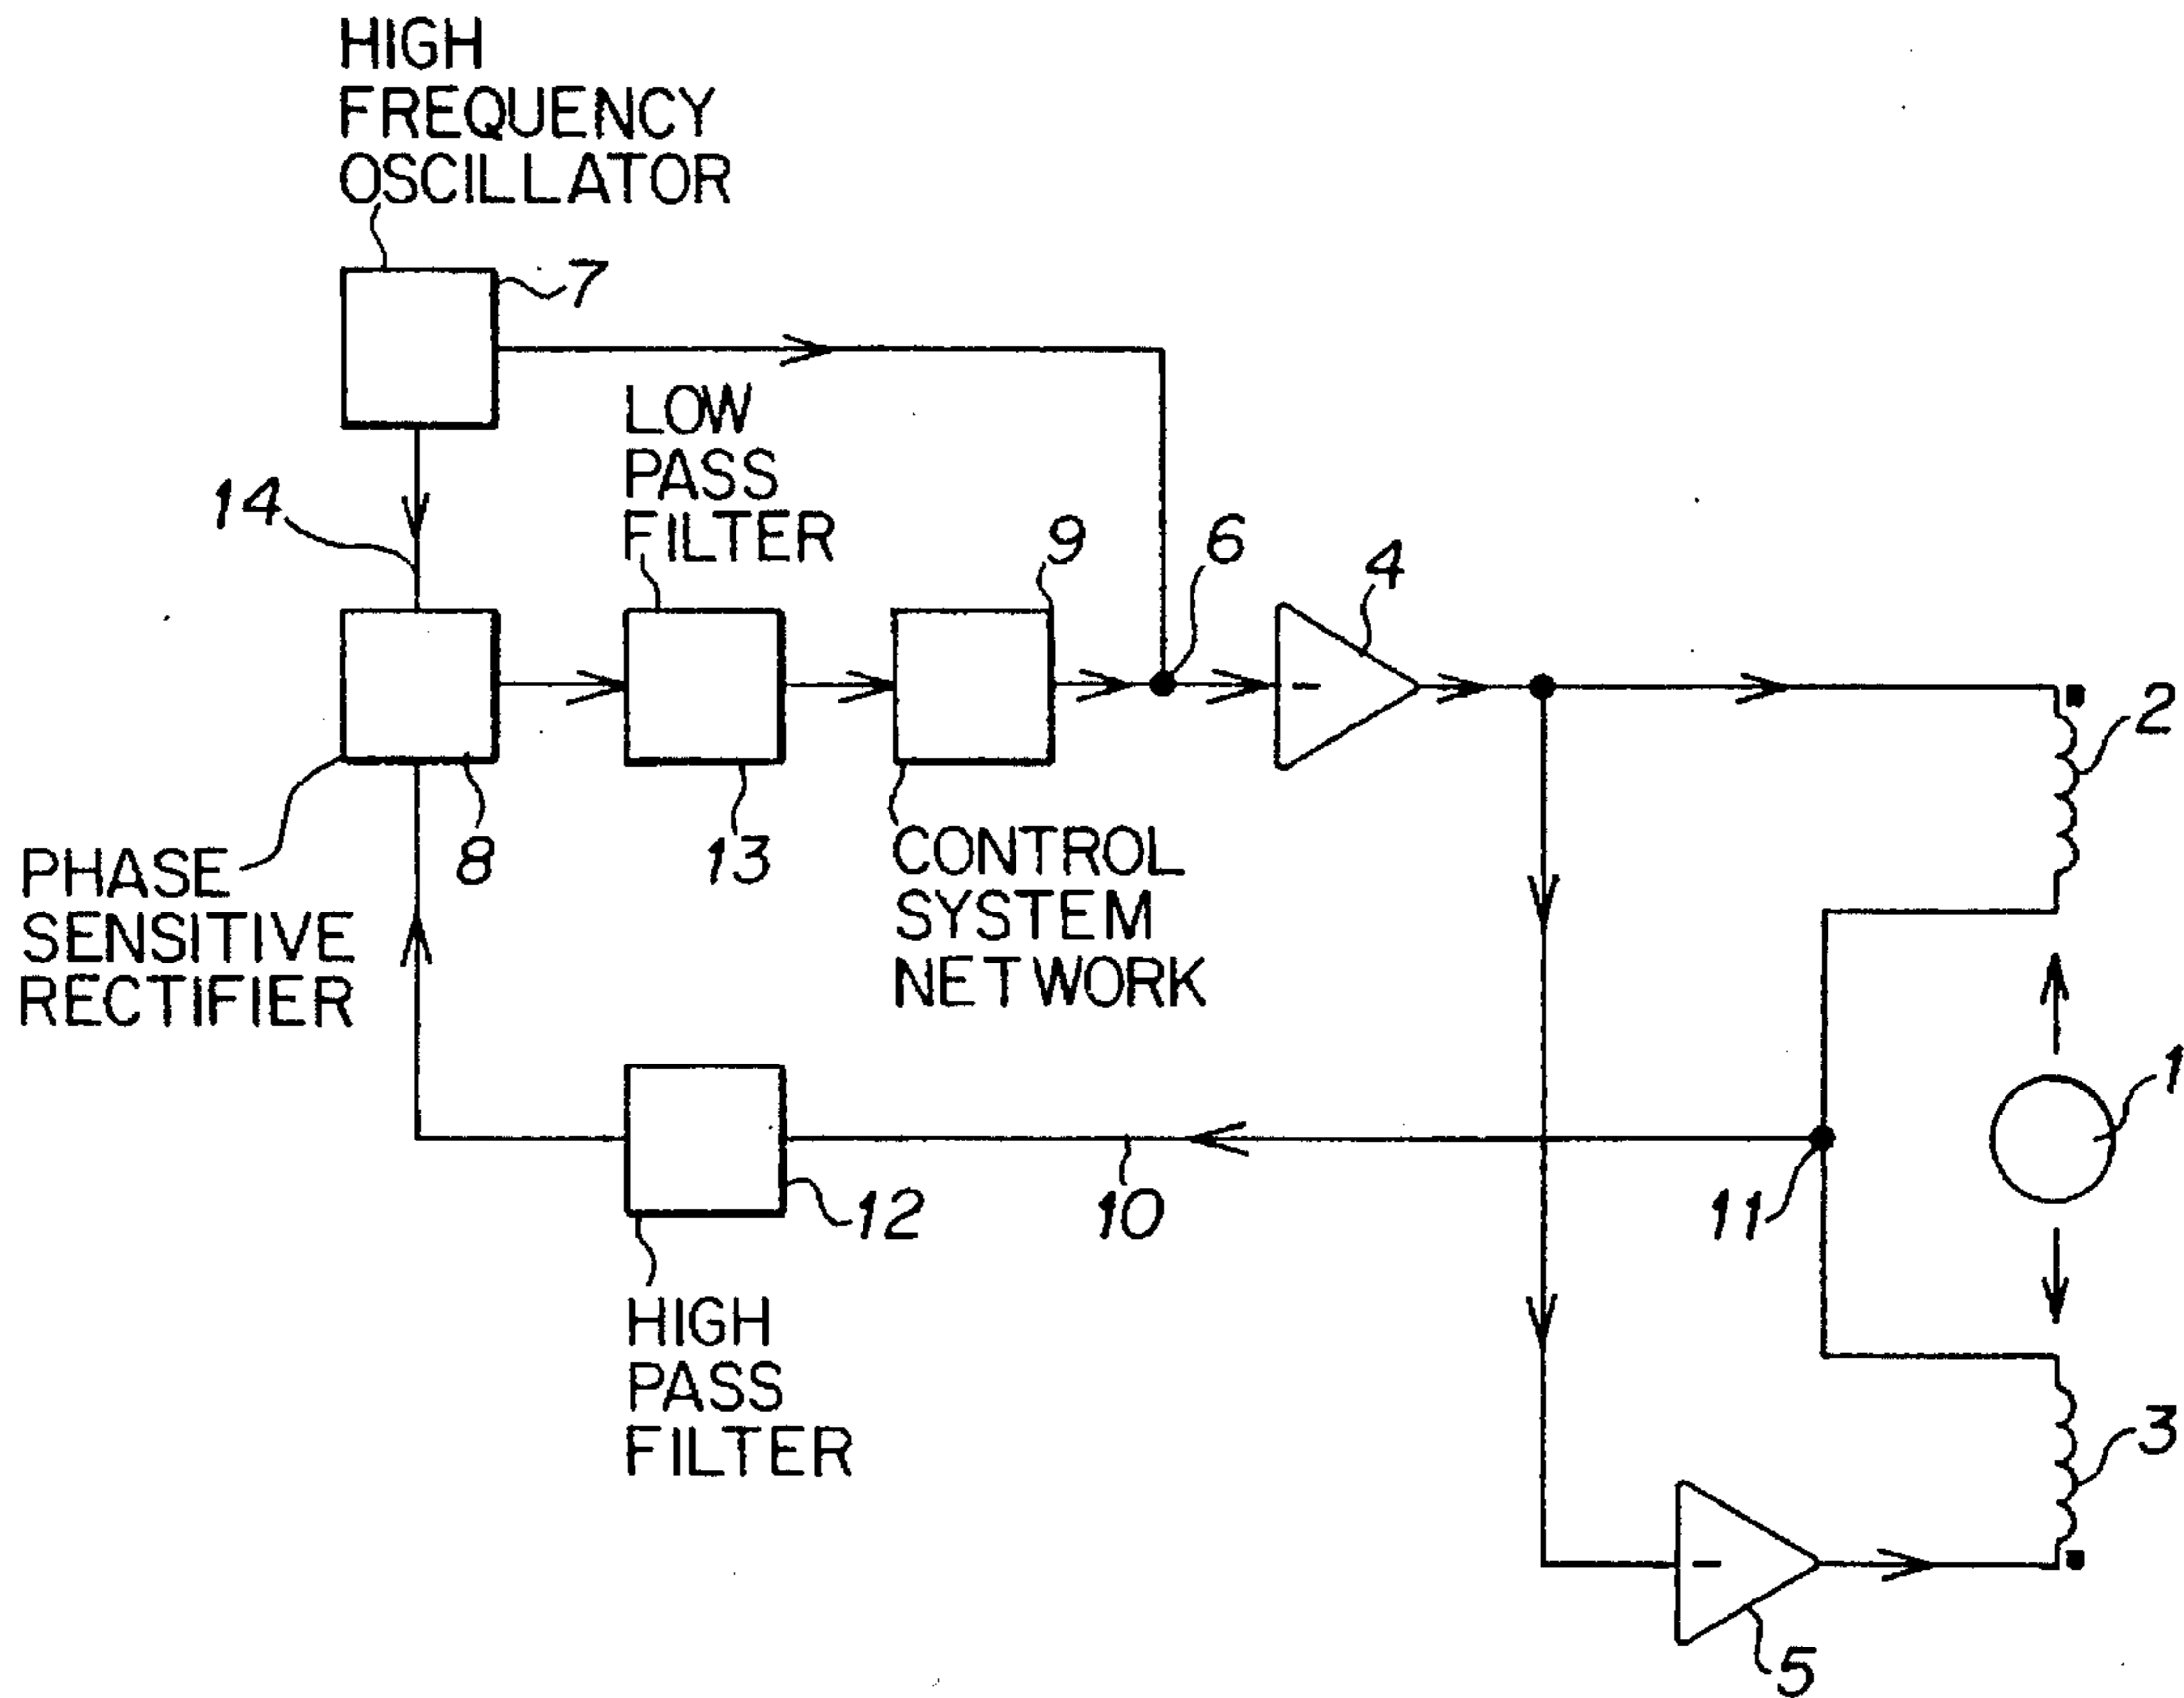 HIGH
FREQUENCY
OSCILLATOR
7
LOW
PASS
FILTER
14
9
6
4
2
PHASE
SENSITIVE
RECTIFIER
8
13
CONTROL
SYSTEM
NETWORK
1
12
10
11
HIGH
PASS
FILTER
3
5